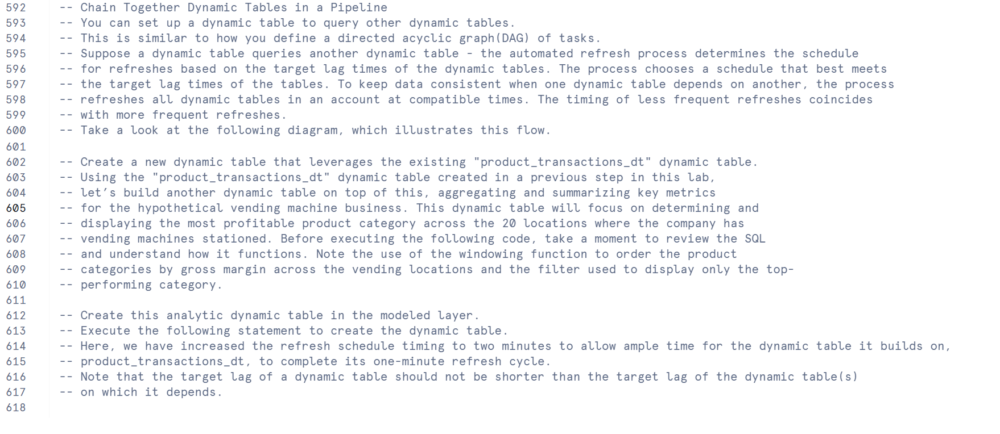 592 -- Chain Together Dynamic Tables in a Pipeline
593 -- You can set up a dynamic table to query other dynamic tables.
594 -- This is similar to how you define a directed acyclic graph(DAG) of tasks.
595 -- Suppose a dynamic table queries another dynamic table - the automated refresh process determines the schedule
596 -- for refreshes based on the target lag times of the dynamic tables. The process chooses a schedule that best meets
597 -- the target lag times of the tables. To keep data consistent when one dynamic table depends on another, the process
598 -- refreshes all dynamic tables in an account at compatible times. The timing of less frequent refreshes coincides
599 -- with more frequent refreshes.
600 -- Take a look at the following diagram, which illustrates this flow.
601
602 -- Create a new dynamic table that leverages the existing "product_transactions_dt" dynamic table.
603 -- Using the "product_transactions_dt" dynamic table created in a previous step in this lab,
604 -- let’s build another dynamic table on top of this, aggregating and summarizing key metrics
605 -- for the hypothetical vending machine business. This dynamic table will focus on determining and
606 -- displaying the most profitable product category across the 20 locations where the company has
607 -- vending machines stationed. Before executing the following code, take a moment to review the SQL
608 -- and understand how it functions. Note the use of the windowing function to order the product
609 -- categories by gross margin across the vending locations and the filter used to display only the top-
610 -- performing category.
611
612 -- Create this analytic dynamic table in the modeled layer.
613 -- Execute the following statement to create the dynamic table.
614 -- Here, we have increased the refresh schedule timing to two minutes to allow ample time for the dynamic table it builds on,
615 -- product_transactions_dt, to complete its one-minute refresh cycle.
616 -- Note that the target lag of a dynamic table should not be shorter than the target lag of the dynamic table(s)
617 -- on which it depends.
618